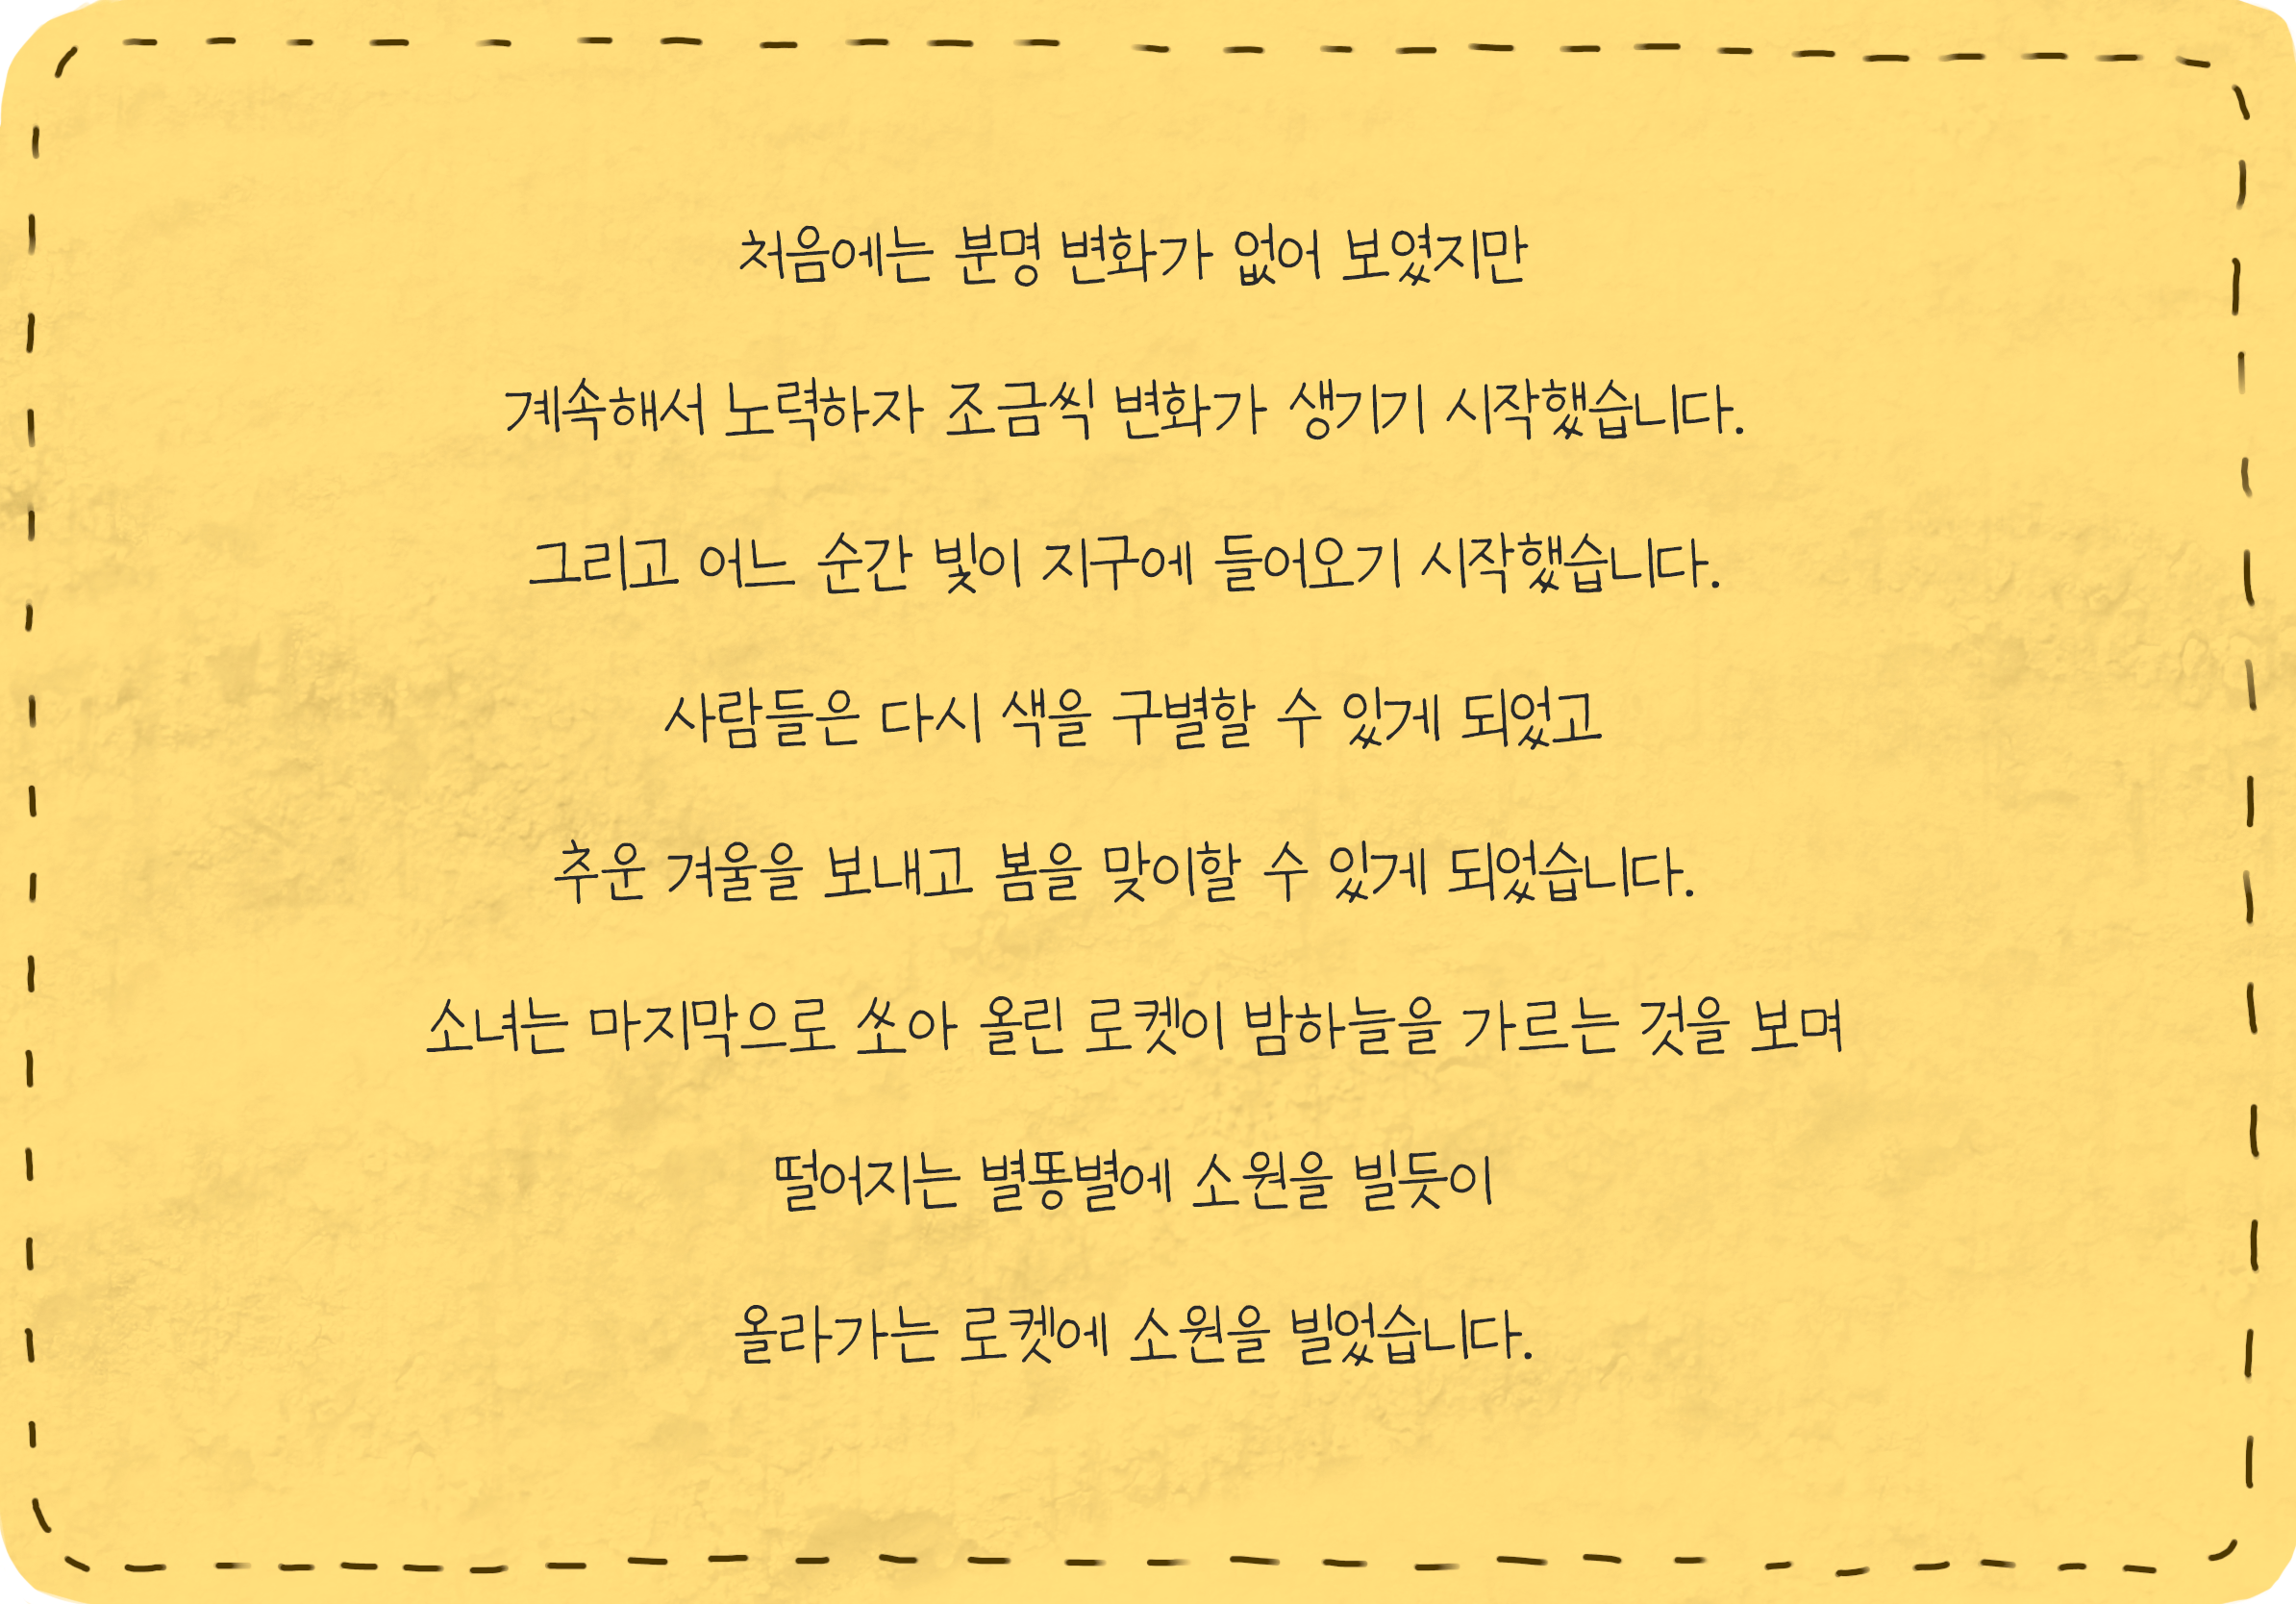 처음에는 분명 변화가 없어 보였지만
계속해서 노력하자 조금씩 변화가 생기기 시작했습니다.
그리고 어느 순간 빛이 지구에 들어오기 시작했습니다.
사람들은 다시 색을 구별할 수 있게 되었고
추운 겨울을 보내고 봄을 맞이할 수 있게 되었습니다.
소녀는 마지막으로 쏘아 올린 로켓이 밤하늘을 가르는 것을 보며
떨어지는 별똥별에 소원을 빌듯이
올라가는 로켓에 소원을 빌었습니다.